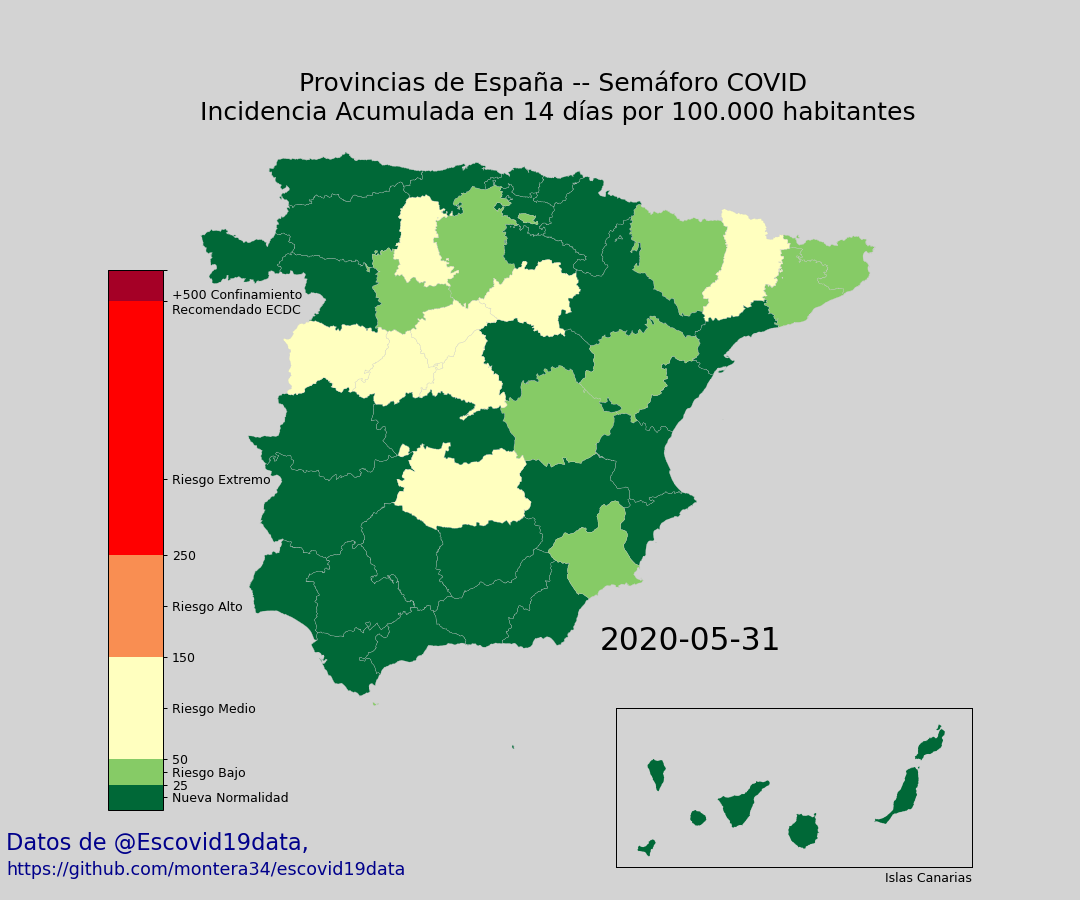 Provincias de España -- Semáforo COVID
Incidencia Acumulada en 14 días por 100.000 habitantes
+500 Confinamiento
Recomendado ECDC
Riesgo Extremo
250
Riesgo Alto
150
Riesgo Medio
50
Riesgo Bajo
25
Nueva Normalidad
2020-05-31
Islas Canarias
Datos de @Escovid19data,
https://github.com/montera34/escovid19data